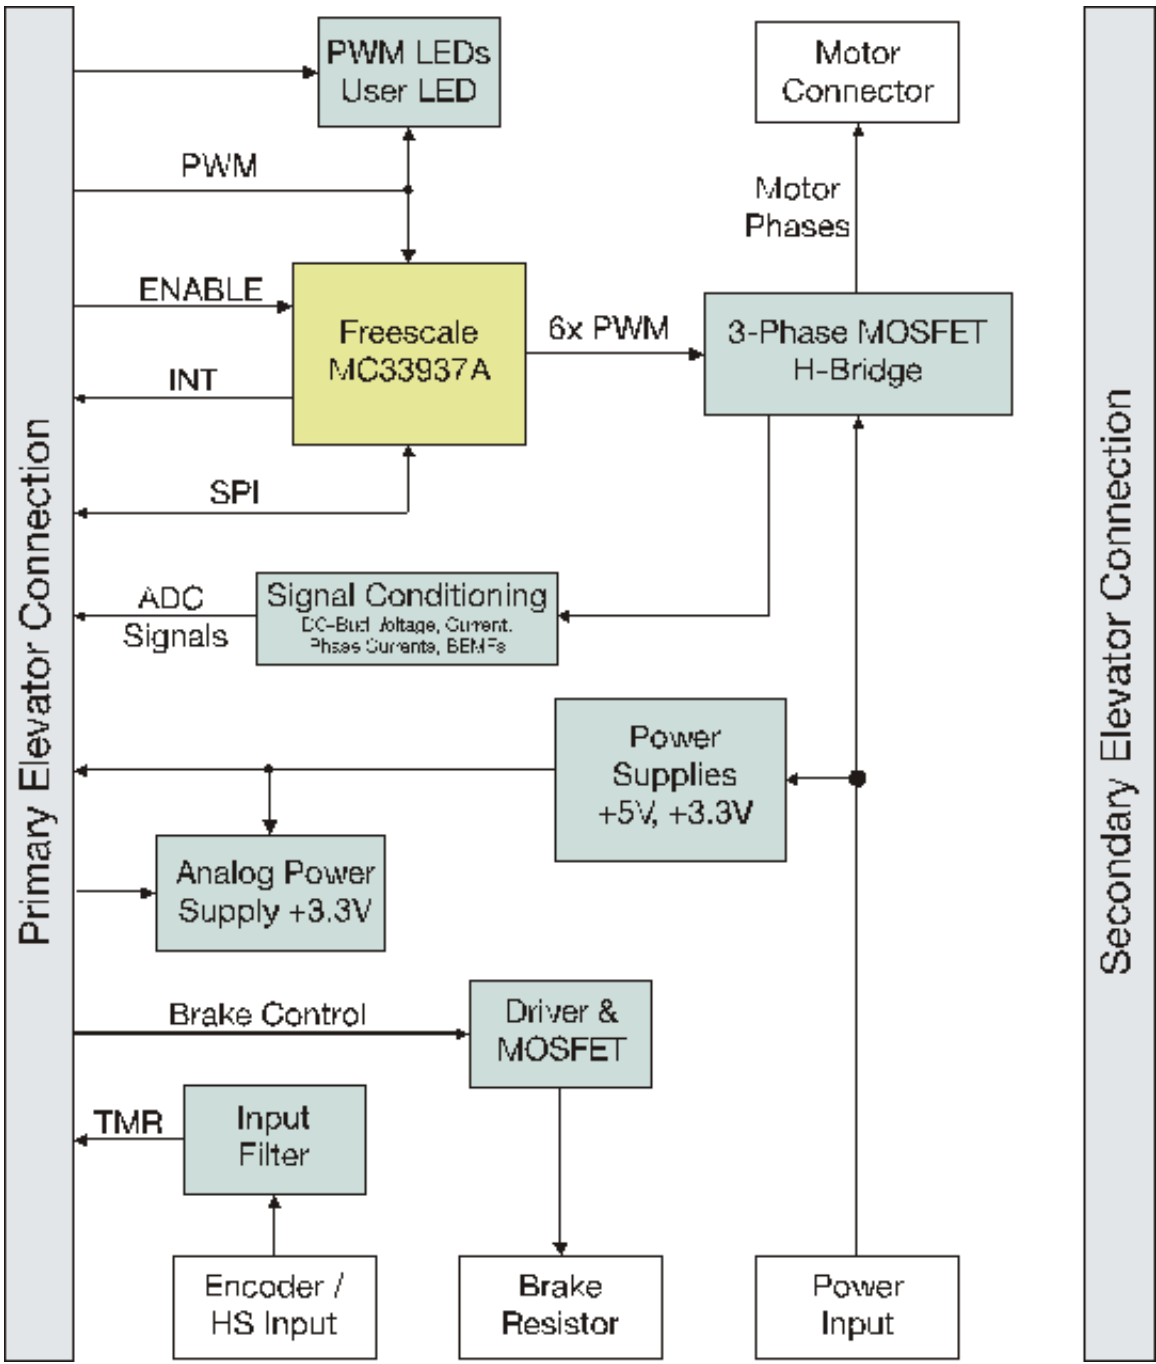 PWM LEDs
User LED
Motor
Connector
PWM
Motor
Phases
ENABLE
Freescale
MC33937A
6x PWM
3-Phase MOSFET
H-Bridge
INT
SPI
Primary Elevator Connection
Secondary Elevator Connection
ADC
Signals
Signal Conditioning
Voltage, Current,
Phase Currents, BEMFs
Power
Supplies
+5V, +3.3V
Analog Power
Supply +3.3V
Brake Control
Driver &
MOSFET
TMR
Input
Filter
Encoder /
HS Input
Brake
Resistor
Power
Input